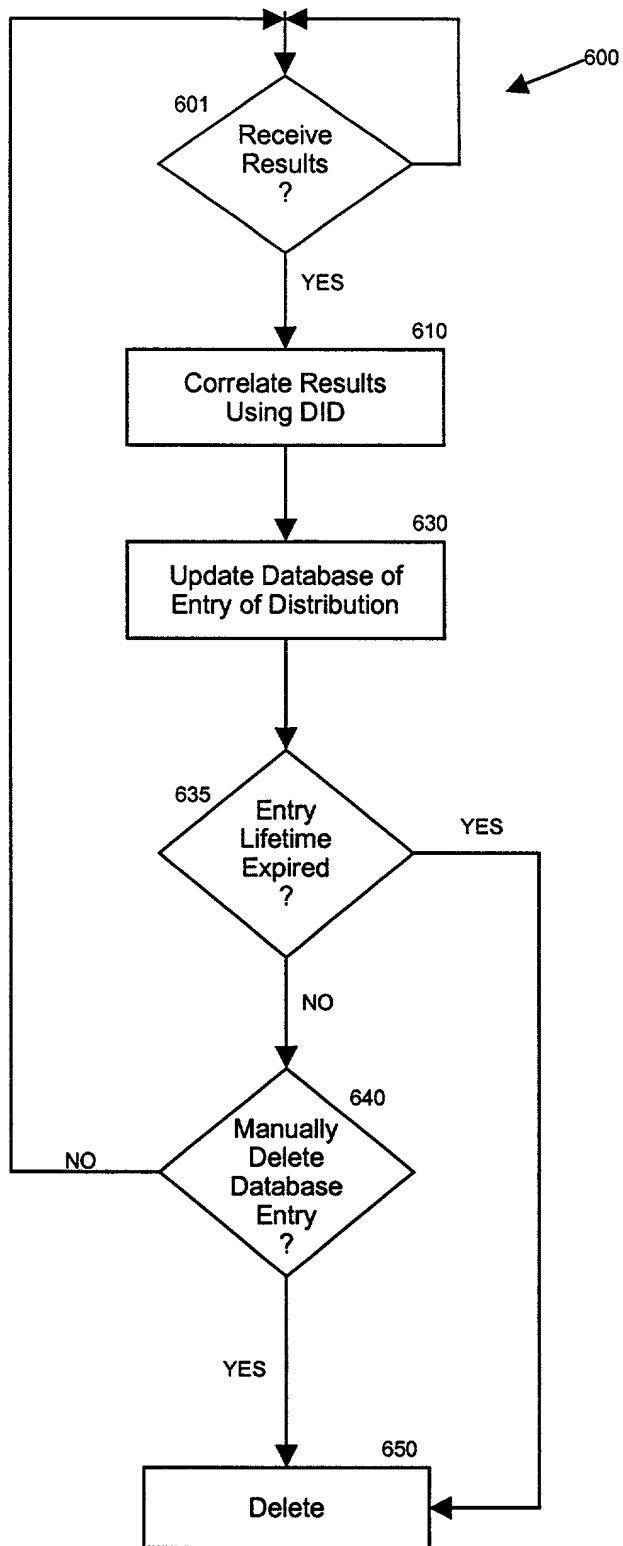 600
601
Receive
Results
?
YES
610
Correlate Results
Using DID
630
Update Database of
Entry of Distribution
635
Entry
Lifetime
Expired
?
YES
NO
640
Manually
Delete
Database
Entry
?
NO
YES
650
Delete